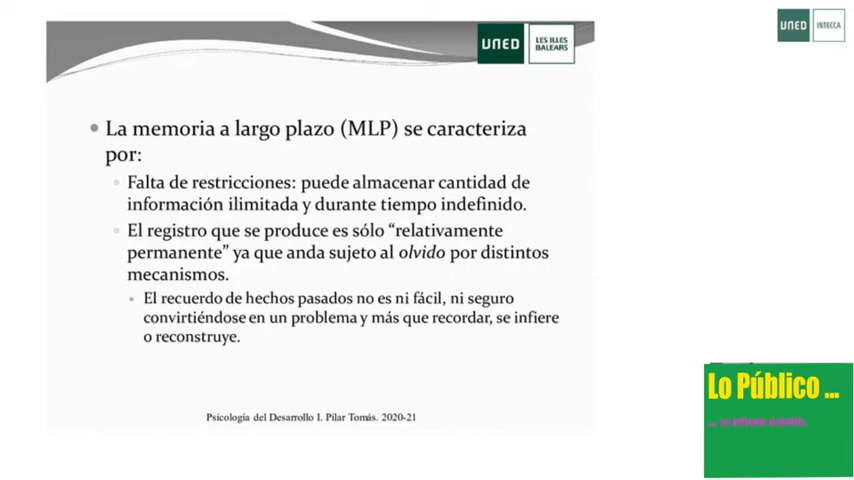 UNED
LES ILLES
BALEARS
UNED
INTECCA
La memoria a largo plazo (MLP) se caracteriza
por:
Falta de restricciones: puede almacenar cantidad de
información ilimitada y durante tiempo indefinido.
El registro que se produce es sólo “relativamente
permanente” ya que anda sujeto al olvido por distintos
mecanismos.
El recuerdo de hechos pasados no es ni fácil, ni seguro
convirtiéndose en un problema y más que recordar, se infiere
o reconstruye.
Psicología del Desarrollo I. Pilar Tomás. 2020-21
Lo Público ...